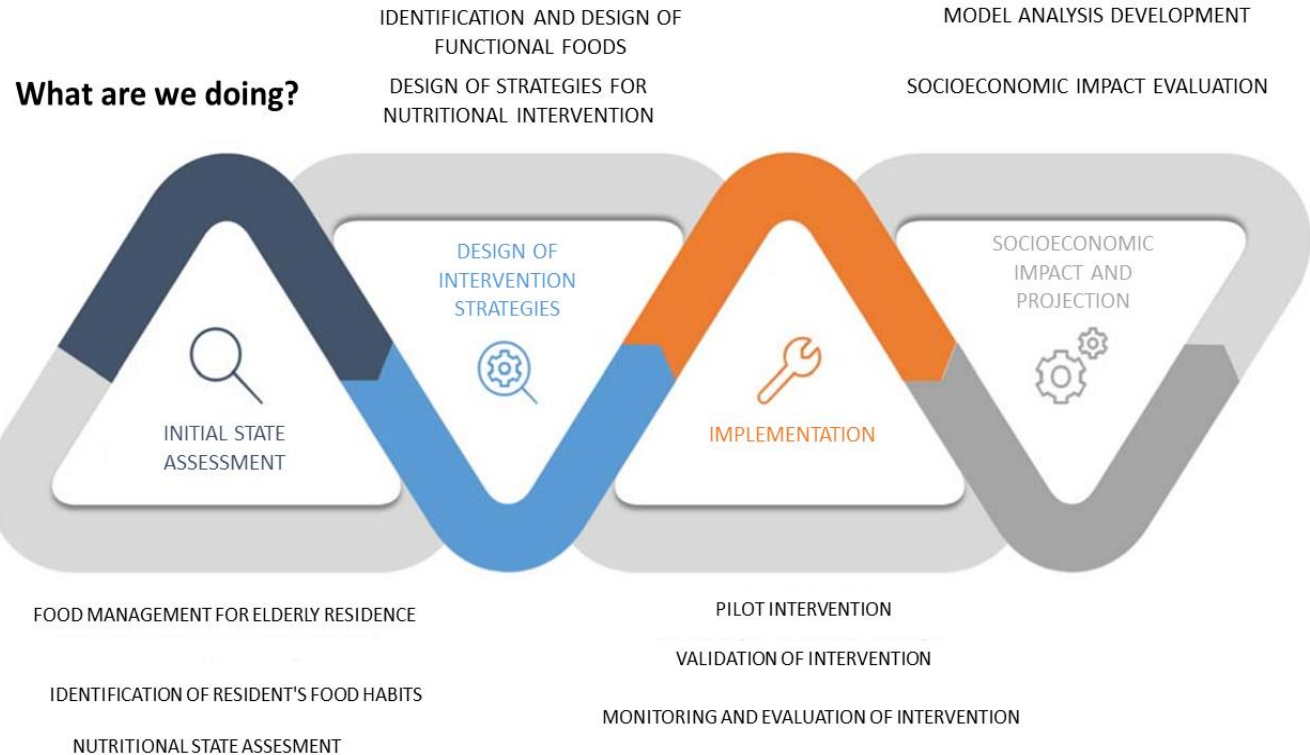 What are we doing?
IDENTIFICATION AND DESIGN OF
FUNCTIONAL FOODS
DESIGN OF STRATEGIES FOR
NUTRITIONAL INTERVENTION
MODEL ANALYSIS DEVELOPMENT
SOCIOECONOMIC IMPACT EVALUATION
INITIAL STATE
ASSESSMENT
DESIGN OF
INTERVENTION
STRATEGIES
IMPLEMENTATION
SOCIOECONOMIC
IMPACT AND
PROJECTION
FOOD MANAGEMENT FOR ELDERLY RESIDENCE
IDENTIFICATION OF RESIDENT'S FOOD HABITS
NUTRITIONAL STATE ASSESMENT
PILOT INTERVENTION
VALIDATION OF INTERVENTION
MONITORING AND EVALUATION OF INTERVENTION